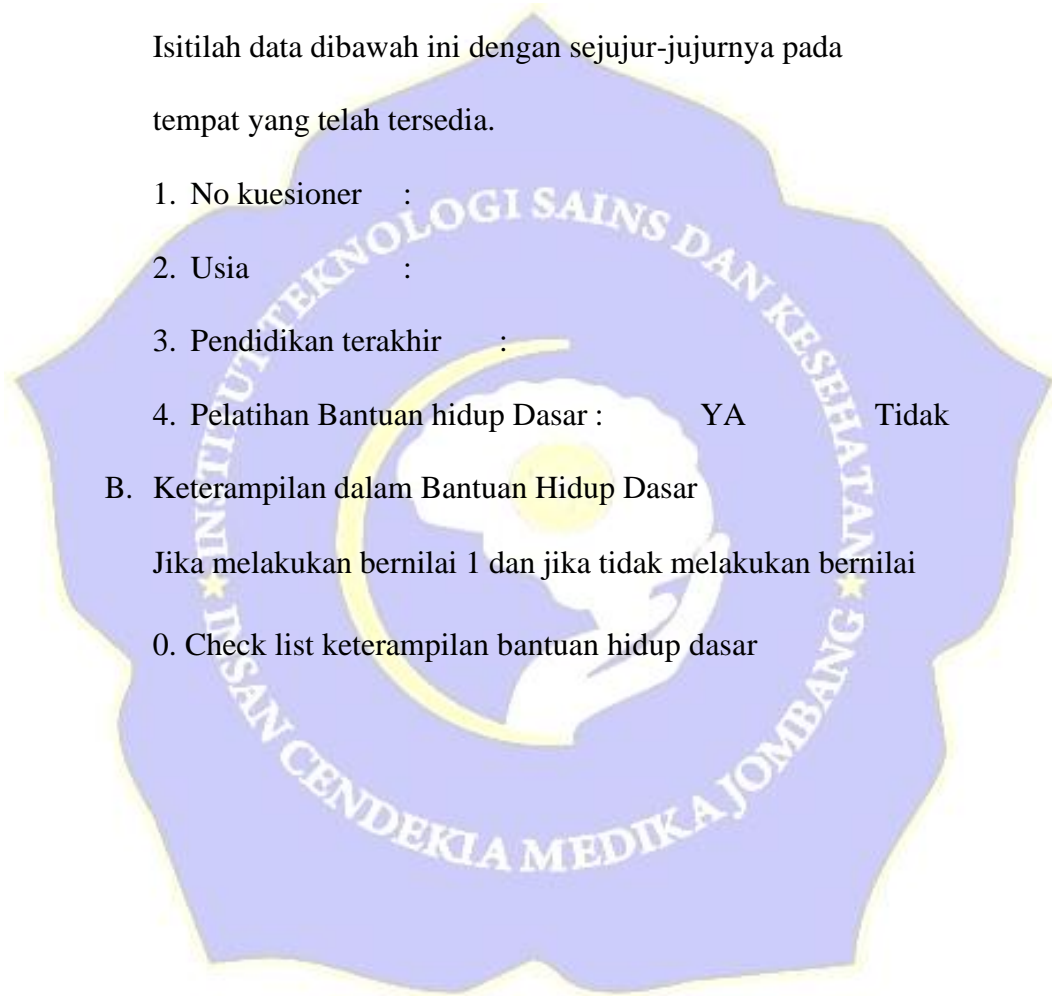 Isitilah data dibawah ini dengan sejujur-jujurnya pada
tempat yang telah tersedia.
1. No kuesioner :
2. Usia :
3. Pendidikan terakhir :
4. Pelatihan Bantuan hidup Dasar : YA Tidak
B. Keterampilan dalam Bantuan Hidup Dasar
Jika melakukan bernilai 1 dan jika tidak melakukan bernilai
0. Check list keterampilan bantuan hidup dasar
INSTITUT TEKNOLOGI SAINS DAN KESEHATAN
INSAN CENDEKIA MEDIKA JOMBANG